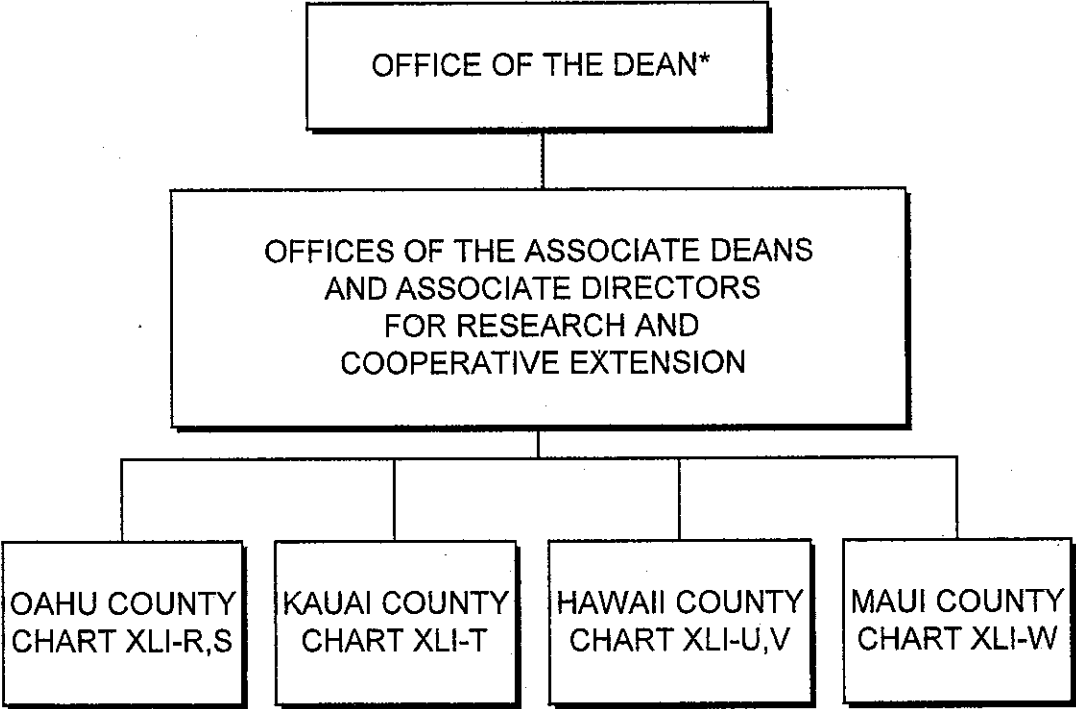 OFFICE OF THE DEAN*
OFFICES OF THE ASSOCIATE DEANS
AND ASSOCIATE DIRECTORS
FOR RESEARCH AND
COOPERATIVE EXTENSION
OAHU COUNTY
CHART XLI-R,S
KAUAI COUNTY
CHART XLI-T
HAWAII COUNTY
CHART XLI-U,V
MAUI COUNTY
CHART XLI-W